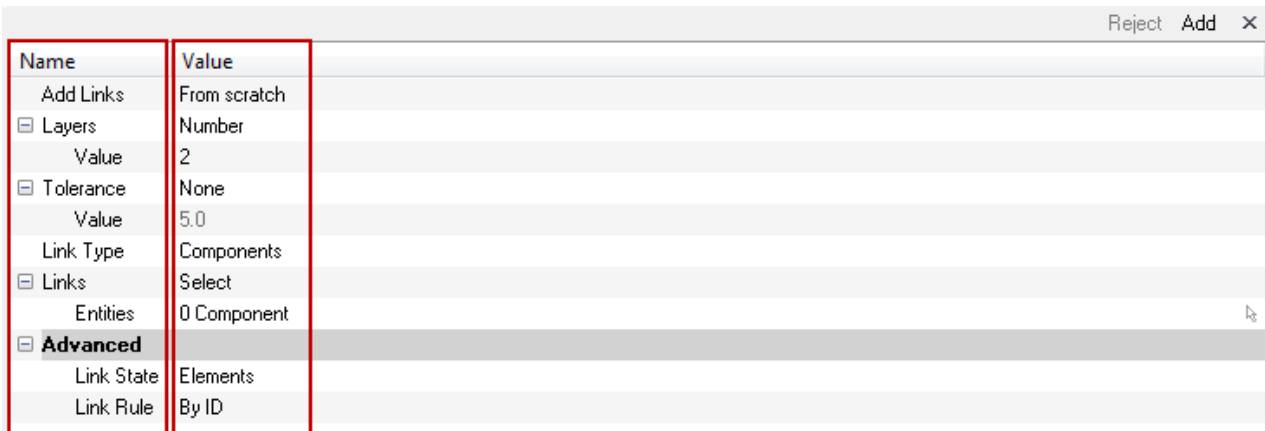 Reject Add ×
Name Value
Add Links From scratch
Layers Number
Value 2
Tolerance None
Value 5.0
Link Type Components
Links Select
Entities 0 Component
Advanced
Link State Elements
Link Rule By ID